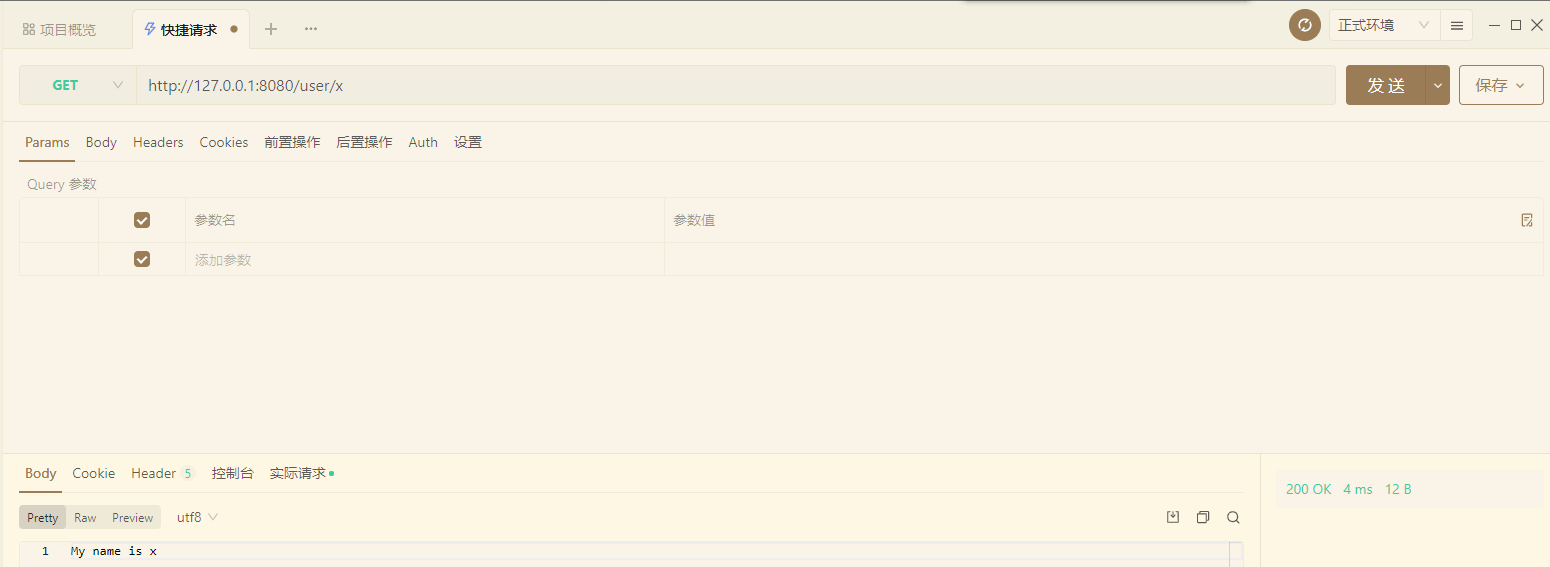 项目概览 快捷请求 正式环境
GET http://127.0.0.1:8080/user/x 发 送 保存
Params Body Headers Cookies 前置操作 后置操作 Auth 设置
Query 参数
参数名 参数值
添加参数
Body Cookie Header 5 控制台 实际请求
200 OK 4 ms 12 B
Pretty Raw Preview utf8
1 My name is x